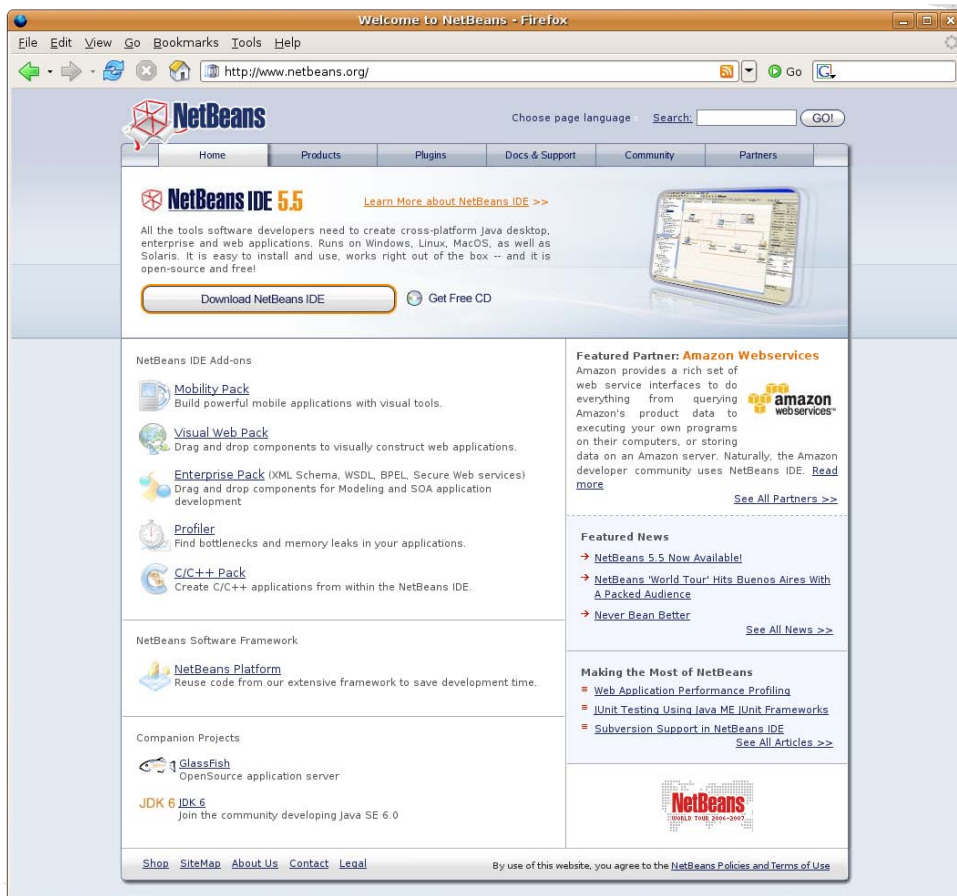 Welcome to NetBeans - Firefox
File Edit View Go Bookmarks Tools Help
http://www.netbeans.org/
Go
G
NetBeans
Choose page language
Search:
GO!
Home
Products
Plugins
Docs & Support
Community
Partners
NetBeans IDE 5.5
Learn More about NetBeans IDE >>
All the tools software developers need to create cross-platform Java desktop,
enterprise and web applications. Runs on Windows, Linux, MacOS, as well as
Solaris. It is easy to install and use, works right out of the box -- and it is
open-source and free!
Download NetBeans IDE
Get Free CD
NetBeans IDE Add-ons
Mobility Pack
Build powerful mobile applications with visual tools.
Visual Web Pack
Drag and drop components to visually construct web applications.
Enterprise Pack (XML Schema, WSDL, BPEL, Secure Web services)
Drag and drop components for Modeling and SOA application
development
Profiler
Find bottlenecks and memory leaks in your applications.
C/C++ Pack
Create C/C++ applications from within the NetBeans IDE.
NetBeans Software Framework
NetBeans Platform
Reuse code from our extensive framework to save development time.
Companion Projects
GlassFish
OpenSource application server
JDK 6 JDK 6
Join the community developing Java SE 6.0
Featured Partner: Amazon Webservices
Amazon provides a rich set of
web service interfaces to do
everything from querying
Amazon's product data to
executing your own programs
on their computers, or storing
data on an Amazon server. Naturally, the Amazon
developer community uses NetBeans IDE. Read
more
amazon
webservices™
See All Partners >>
Featured News
NetBeans 5.5 Now Available!
NetBeans 'World Tour' Hits Buenos Aires With
A Packed Audience
Never Bean Better
See All News >>
Making the Most of NetBeans
Web Application Performance Profiling
JUnit Testing Using Java ME JUnit Frameworks
Subversion Support in NetBeans IDE
See All Articles >>
NetBeans
WORLD TOUR 2006-2007
Shop SiteMap About Us Contact Legal
By use of this website, you agree to the NetBeans Policies and Terms of Use